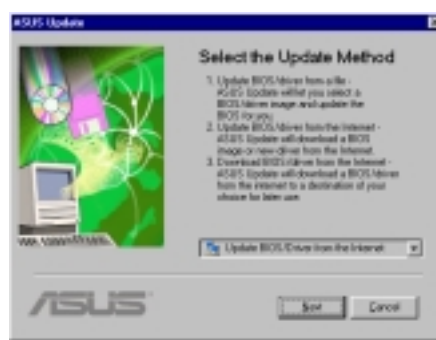 ASUS Update
Select the Update Method
1. Update BIOS/driver from a file -
ASUS Update will let you select a
BIOS/driver image and update the
BIOS for you.
2. Update BIOS/driver from the Internet -
ASUS Update will download a BIOS
image or new driver from the Internet.
3. Download BIOS/driver from the Internet -
ASUS Update will download a BIOS/driver
from the internet to a destination of your
choice for later use.
Update BIOS/Driver from the Internet
ASUS
Next
Cancel